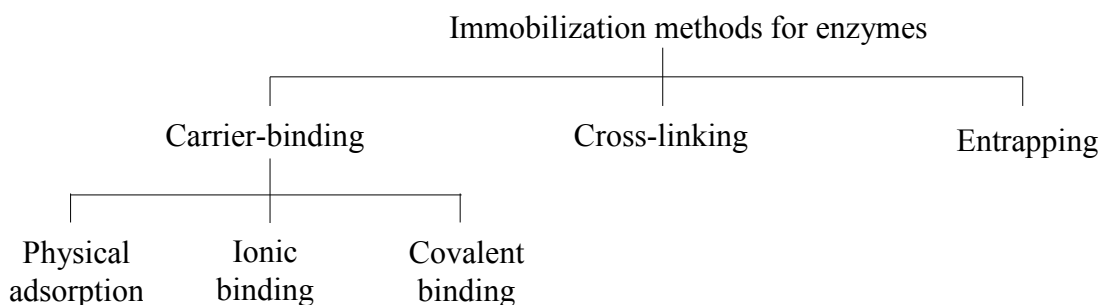 Immobilization methods for enzymes
Carrier-binding
Cross-linking
Entrapping
Physical
adsorption
Ionic
binding
Covalent
binding